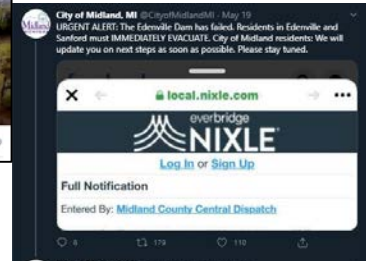 City of Midland, MI @CityofMidlandMI · May 19
URGENT ALERT: The Edenville Dam has failed. Residents in Edenville and
Sanford must IMMEDIATELY EVACUATE. City of Midland residents: We will
update you on next steps as soon as possible. Please stay tuned.
local.nixle.com
everbridge
NIXLE
Log In or Sign Up
Full Notification
Entered By: Midland County Central Dispatch
6 179 110